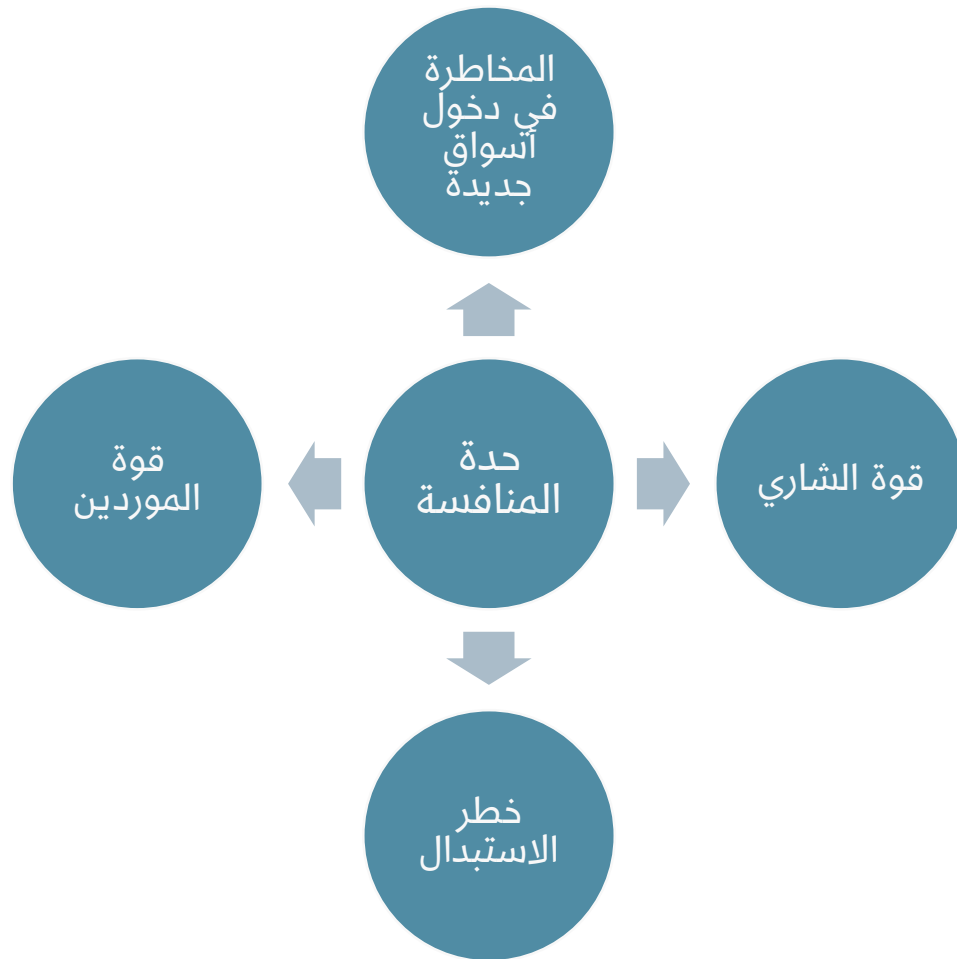 المخاطرة
في دخول
أسواق
جديدة
قوة الشاري
حدة
المنافسة
قوة
الموردين
خطر
الاستبدال